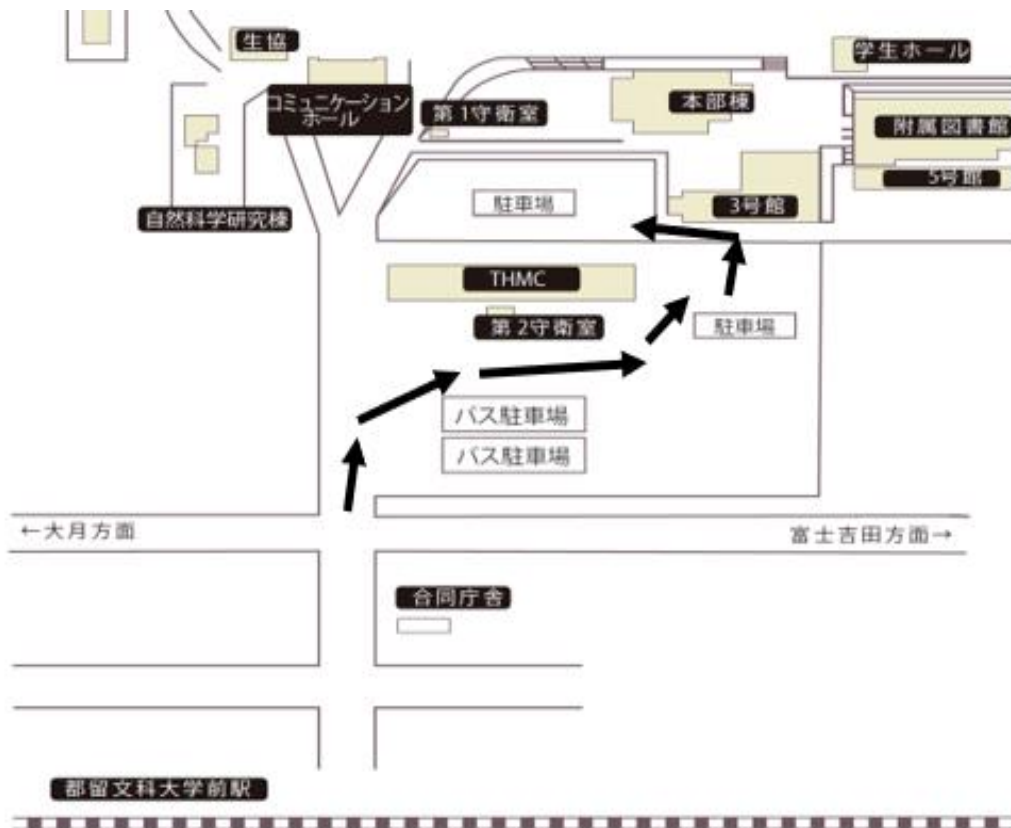 生協
学生ホール
コミュニケーション
ホール
第1守衛室
本部棟
附属図書館
5号館
自然科学研究棟
駐車場
3号館
THMC
第2守衛室
駐車場
バス駐車場
バス駐車場
←大月方面
富士吉田方面→
合同庁舎
都留文科大学前駅